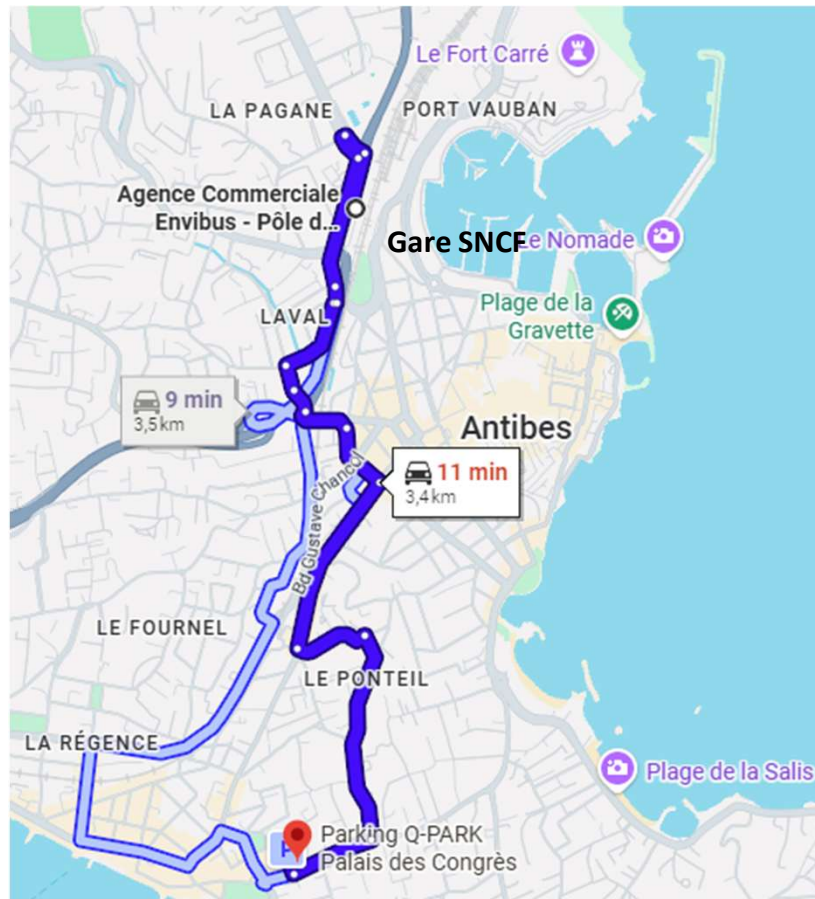 Le Fort Carré
LA PAGANE
PORT VAUBAN
Agence Commerciale
Envibus - Pôle d...
Gare SNCF
Le Nomade
Plage de la
Gravette
LAVAL
9 min
3,5 km
Antibes
11 min
3,4 km
Bd Gustave Chancel
LE FOURNEL
LE PONTEIL
LA RÉGENCE
Plage de la Salis
P
Parking Q-PARK
Palais des Congrès